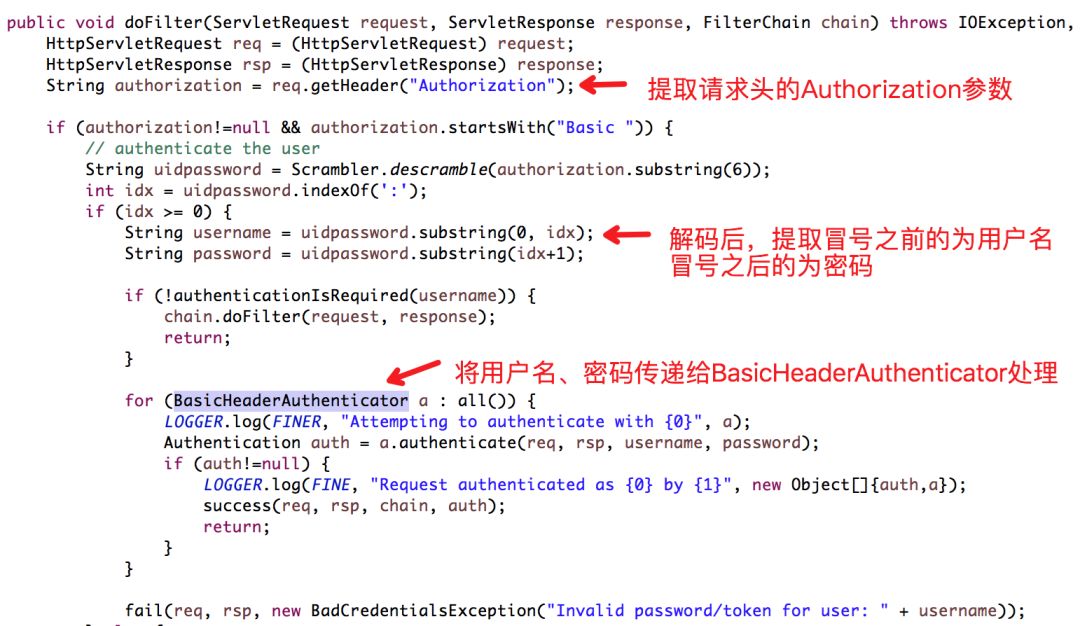 public void doFilter(ServletRequest request, ServletResponse response, FilterChain chain) throws IOException,
HttpServletRequest req = (HttpServletRequest) request;
HttpServletResponse rsp = (HttpServletResponse) response;
String authorization = req.getHeader("Authorization");
提取请求头的Authorization参数
if (authorization!=null && authorization.startsWith("Basic ")) {
// authenticate the user
String uidpassword = Scrambler.descramble(authorization.substring(6));
int idx = uidpassword.indexOf(':');
if (idx >= 0) {
String username = uidpassword.substring(0, idx);
String password = uidpassword.substring(idx+1);
解码后，提取冒号之前的为用户名
冒号之后的为密码
if (!authenticationIsRequired(username)) {
chain.doFilter(request, response);
return;
}
将用户名、密码传递给BasicHeaderAuthenticator处理
for (BasicHeaderAuthenticator a : all()) {
LOGGER.log(FINER, "Attempting to authenticate with {0}", a);
Authentication auth = a.authenticate(req, rsp, username, password);
if (auth!=null) {
LOGGER.log(FINE, "Request authenticated as {0} by {1}", new Object[]{auth,a});
success(req, rsp, chain, auth);
return;
}
}
fail(req, rsp, new BadCredentialsException("Invalid password/token for user: " + username));